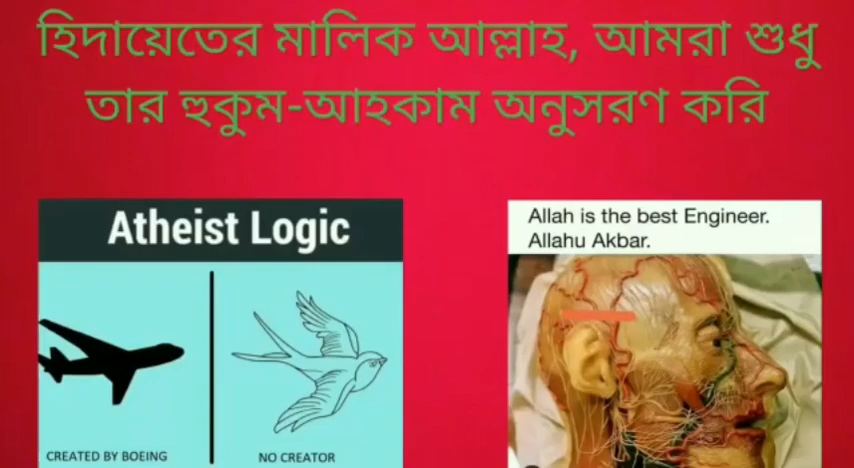 হিদায়েতের মালিক আল্লাহ, আমরা শুধু
তার হুকুম-আহকাম অনুসরণ করি
Atheist Logic
CREATED BY BOEING
NO CREATOR
Allah is the best Engineer.
Allahu Akbar.